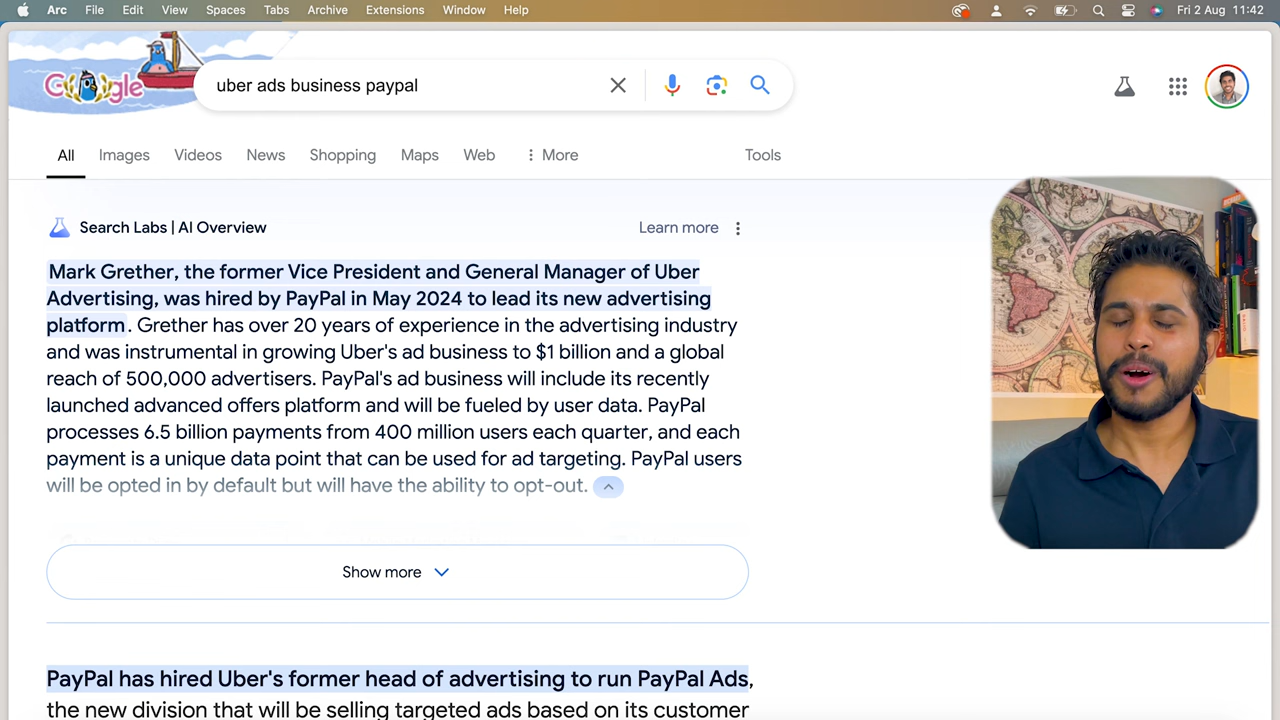 Arc File Edit View Spaces Tabs Archive Extensions Window Help Fri 2 Aug 11:42
Google
uber ads business paypal
All Images Videos News Shopping Maps Web More Tools
Search Labs | AI Overview Learn more
Mark Grether, the former Vice President and General Manager of Uber
Advertising, was hired by PayPal in May 2024 to lead its new advertising
platform. Grether has over 20 years of experience in the advertising industry
and was instrumental in growing Uber's ad business to $1 billion and a global
reach of 500,000 advertisers. PayPal's ad business will include its recently
launched advanced offers platform and will be fueled by user data. PayPal
processes 6.5 billion payments from 400 million users each quarter, and each
payment is a unique data point that can be used for ad targeting. PayPal users
will be opted in by default but will have the ability to opt-out.
Show more
PayPal has hired Uber's former head of advertising to run PayPal Ads,
the new division that will be selling targeted ads based on its customer